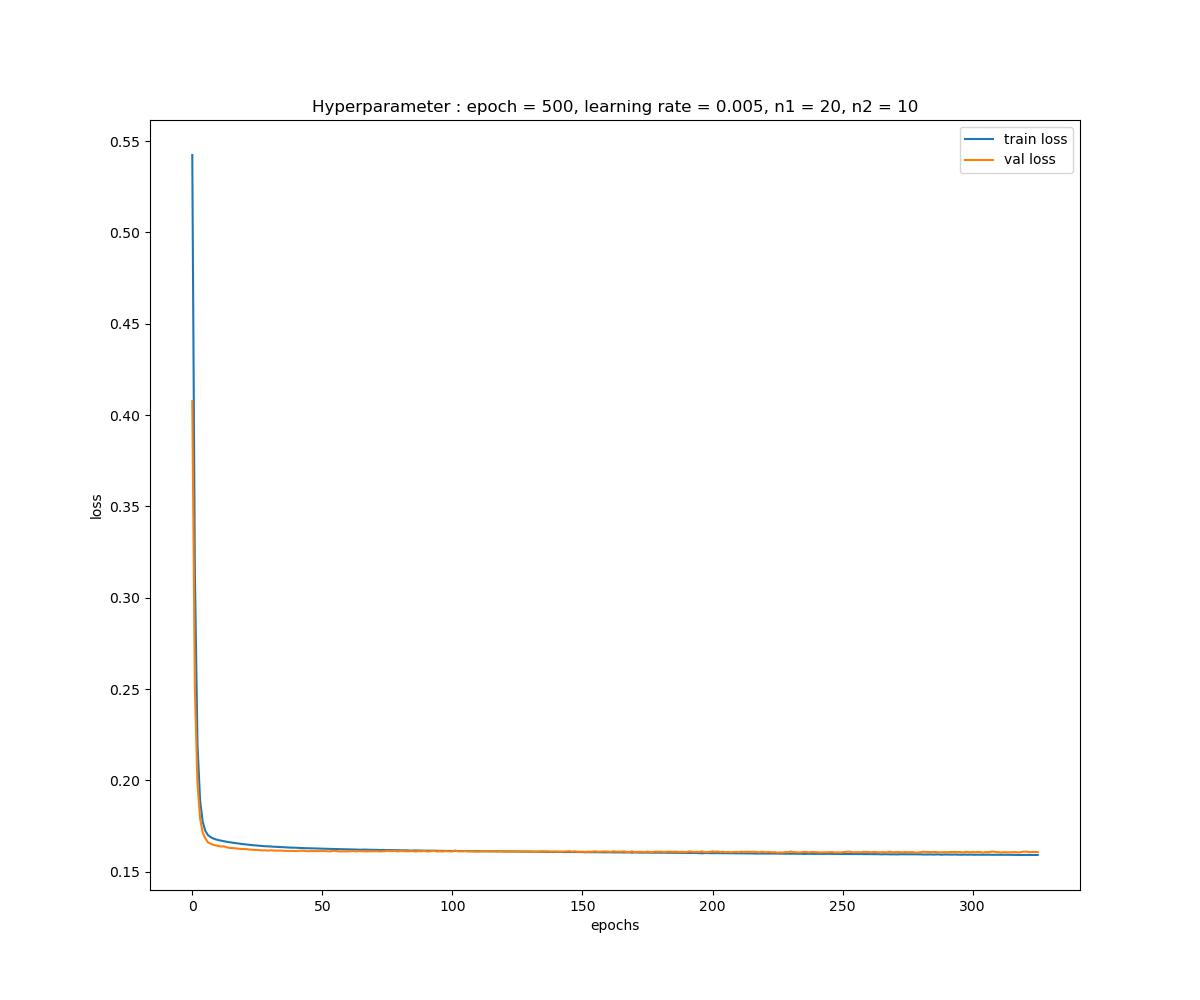 Hyperparameter : epoch = 500, learning rate = 0.005, n1 = 20, n2 = 10
train loss
val loss
0.55
0.50
0.45
0.40
0.35
0.30
0.25
0.20
0.15
loss
0 50 100 150 200 250 300
epochs